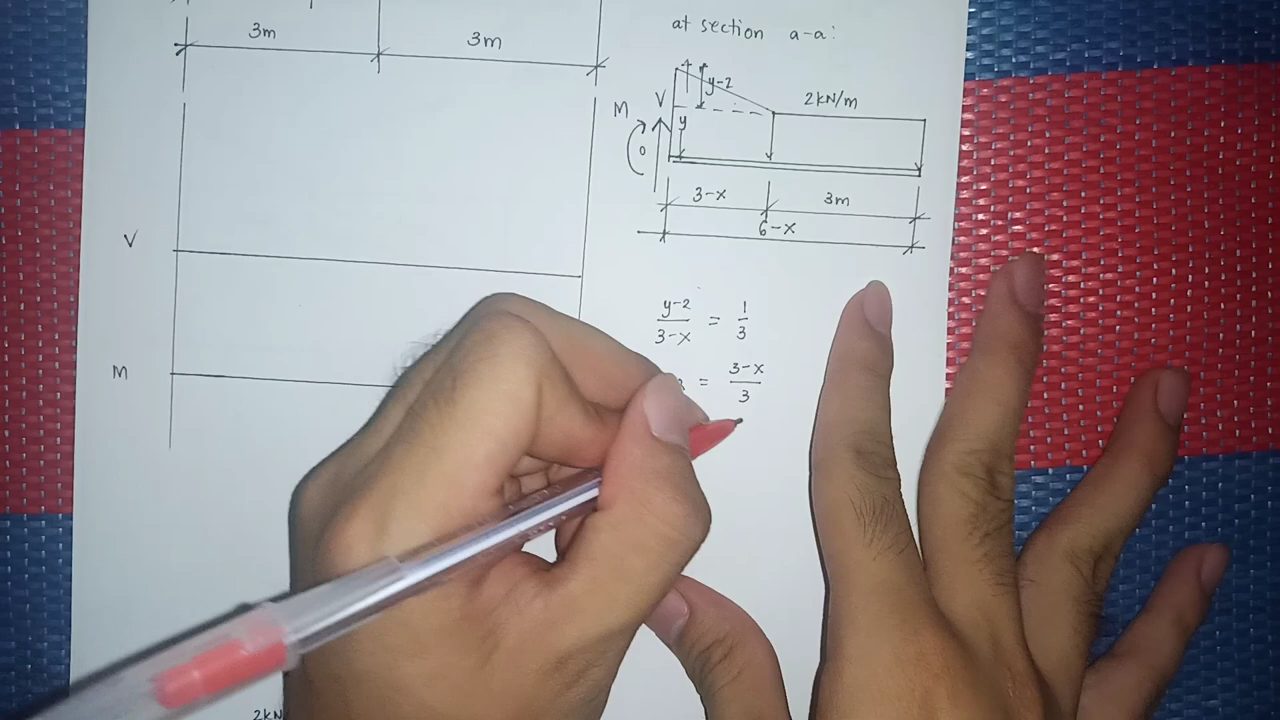 3m 3m
at section a-a:
y-2
2kN/m
M V
y
0
3-x 3m
6-x
V
y-2 / 3-x = 1 / 3
M
= 3-x / 3
2kN